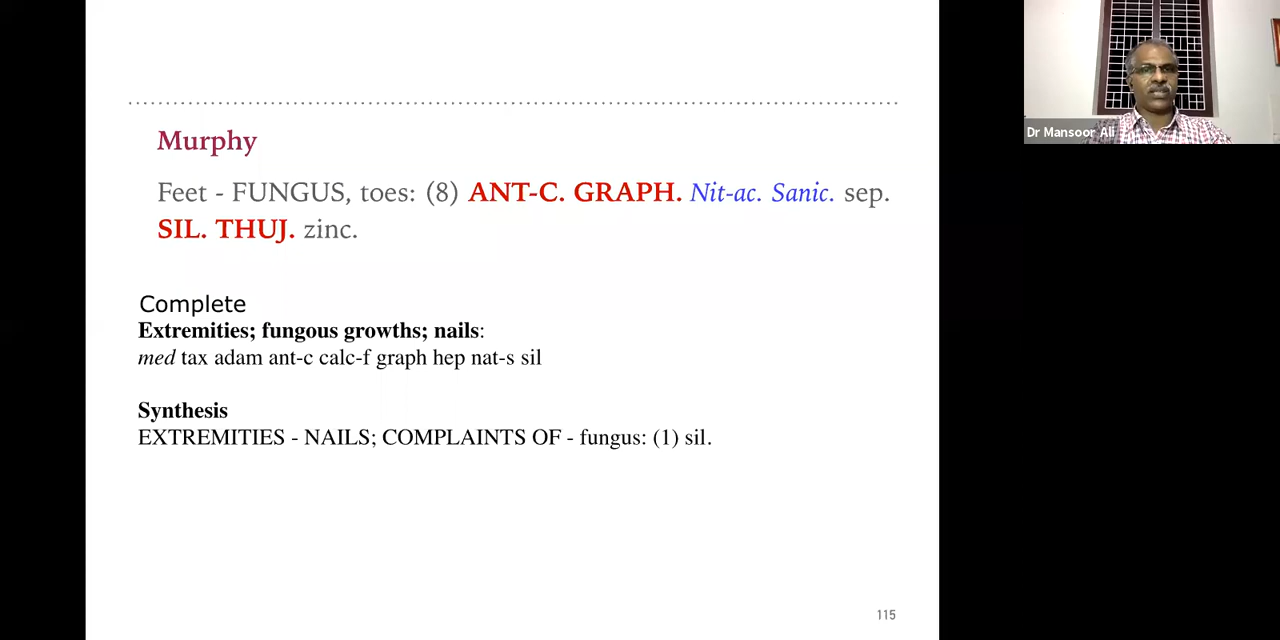 Murphy
Feet - FUNGUS, toes: (8) ANT-C. GRAPH. Nit-ac. Sanic. sep.
SIL. THUJ. zinc.
Complete
Extremities; fungous growths; nails:
med tax adam ant-c calc-f graph hep nat-s sil
Synthesis
EXTREMITIES - NAILS; COMPLAINTS OF - fungus: (1) sil.
115
Dr Mansoor Ali